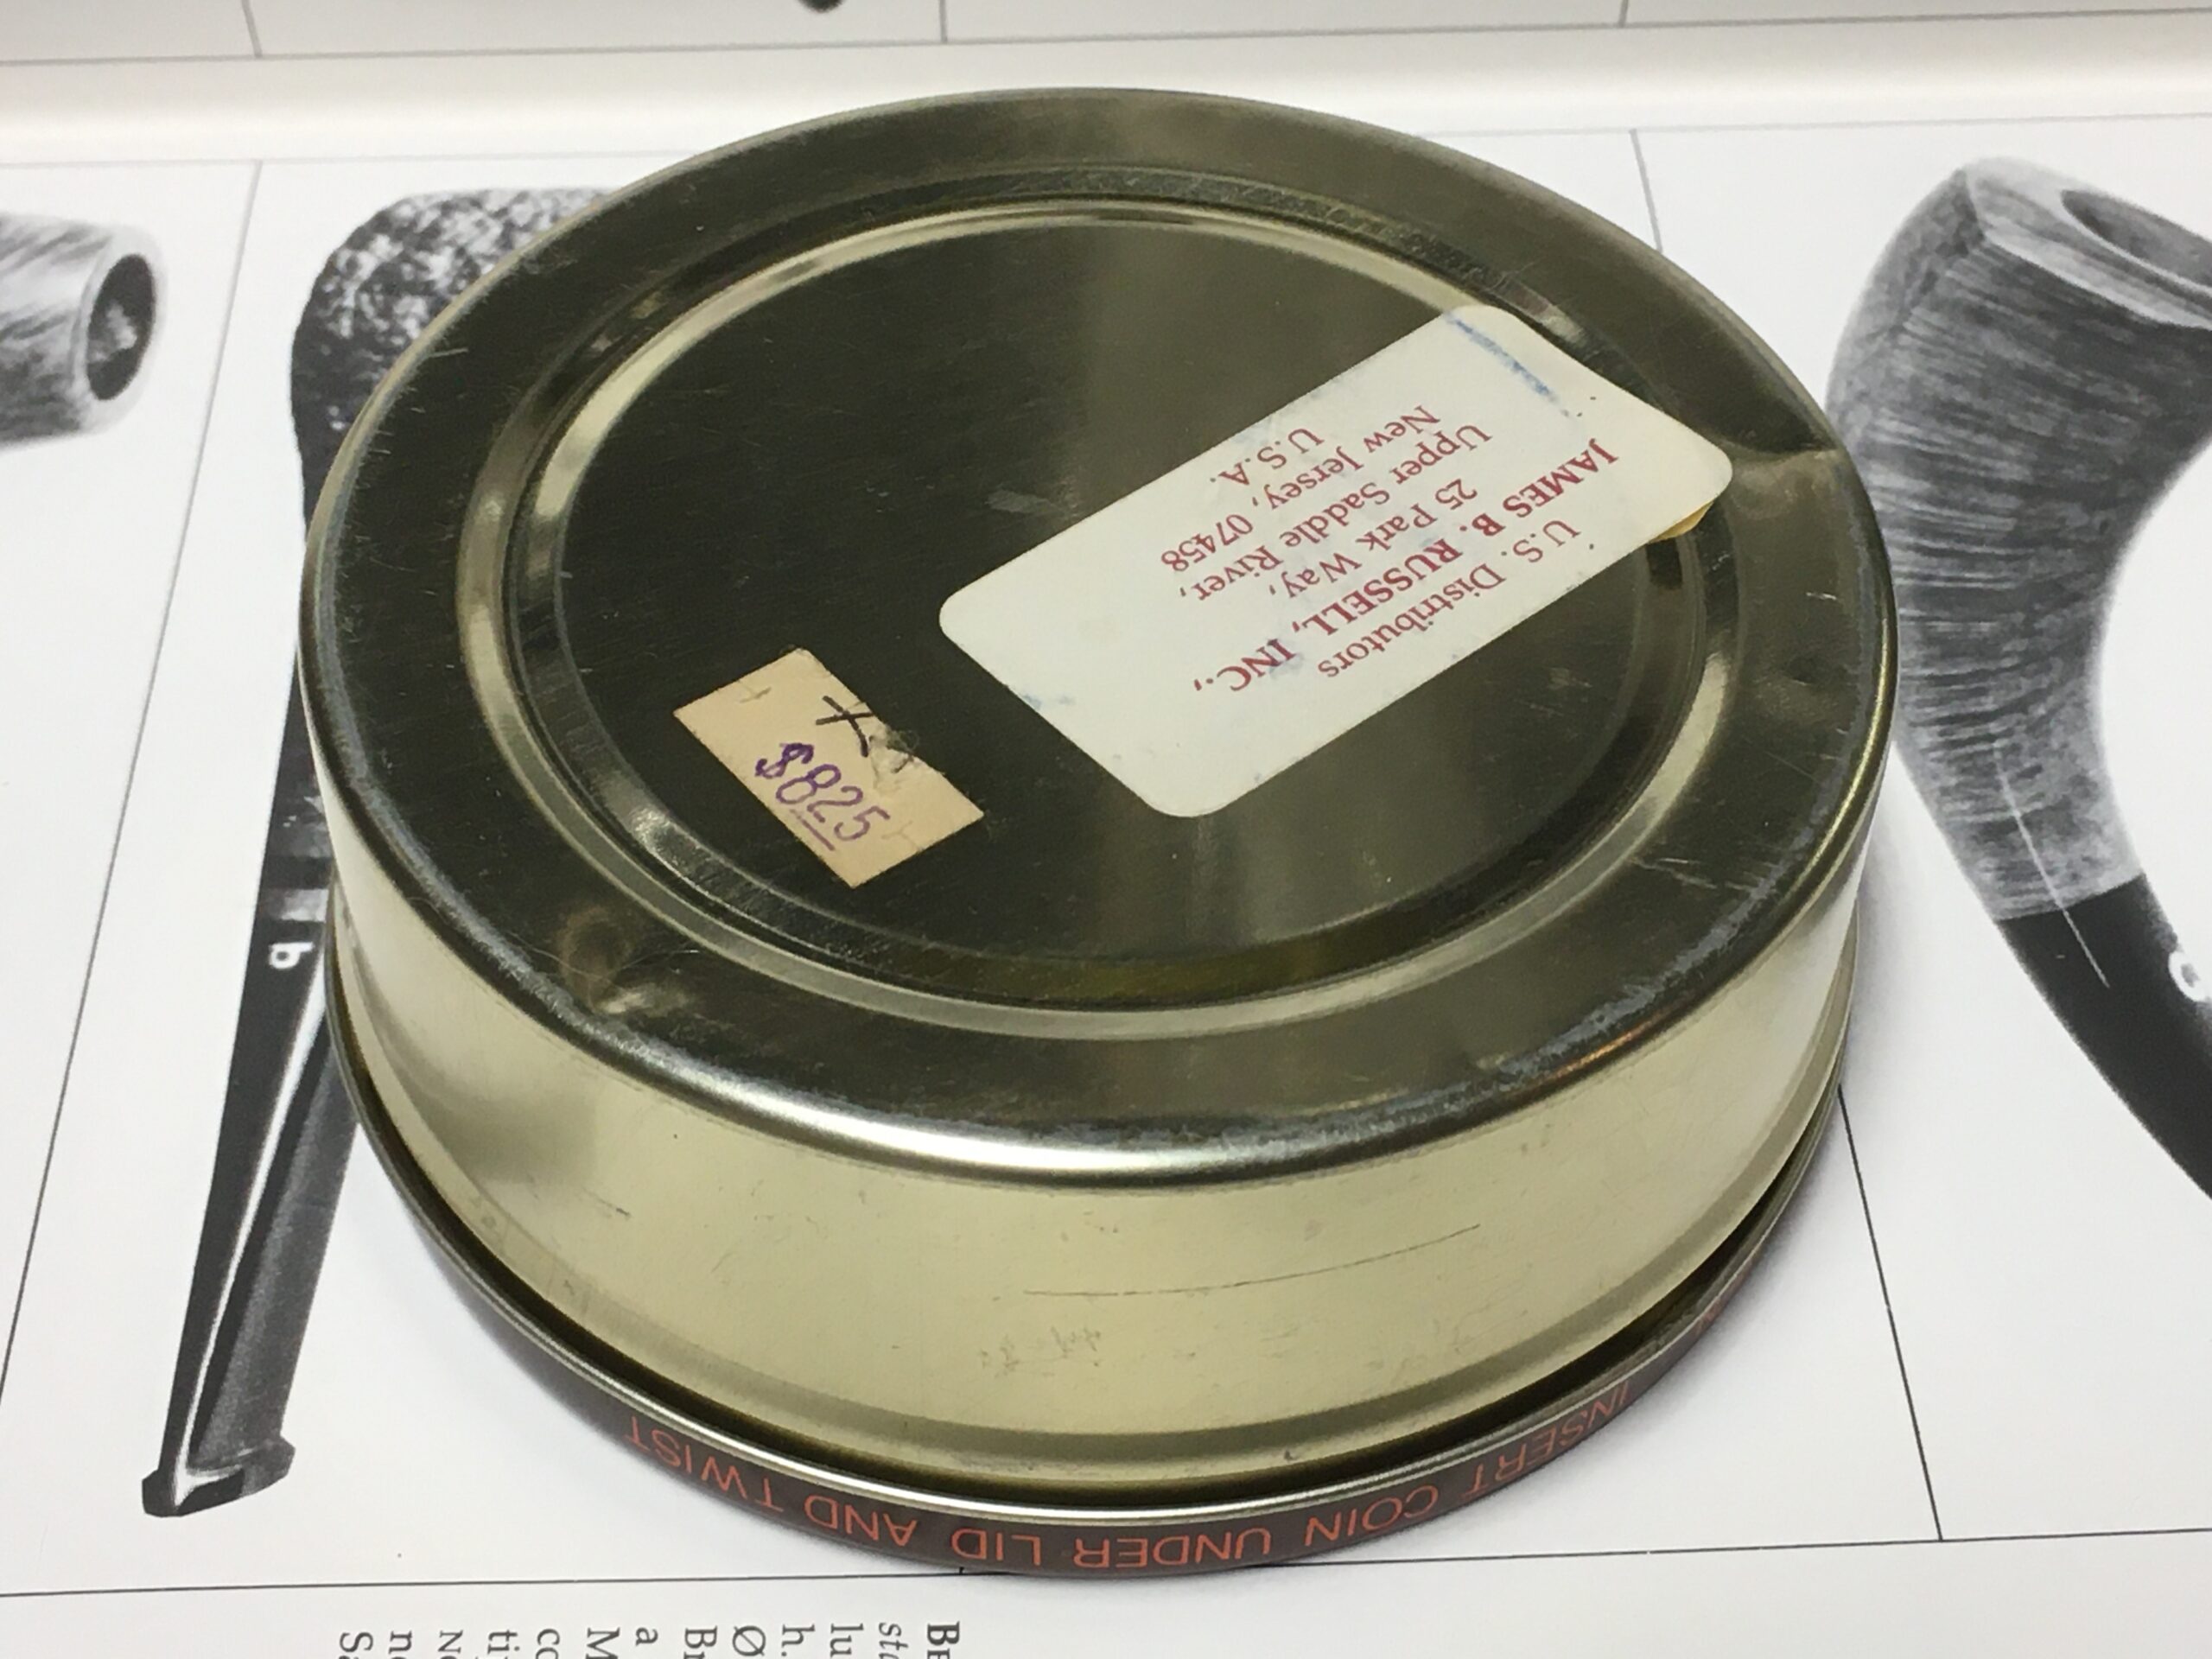 U.S. Distributors
JAMES B. RUSSELL, INC.,
25 Park Way,
Upper Saddle River,
New Jersey, 07458
U.S.A.
$825
INSERT COIN UNDER LID AND TWIST
b